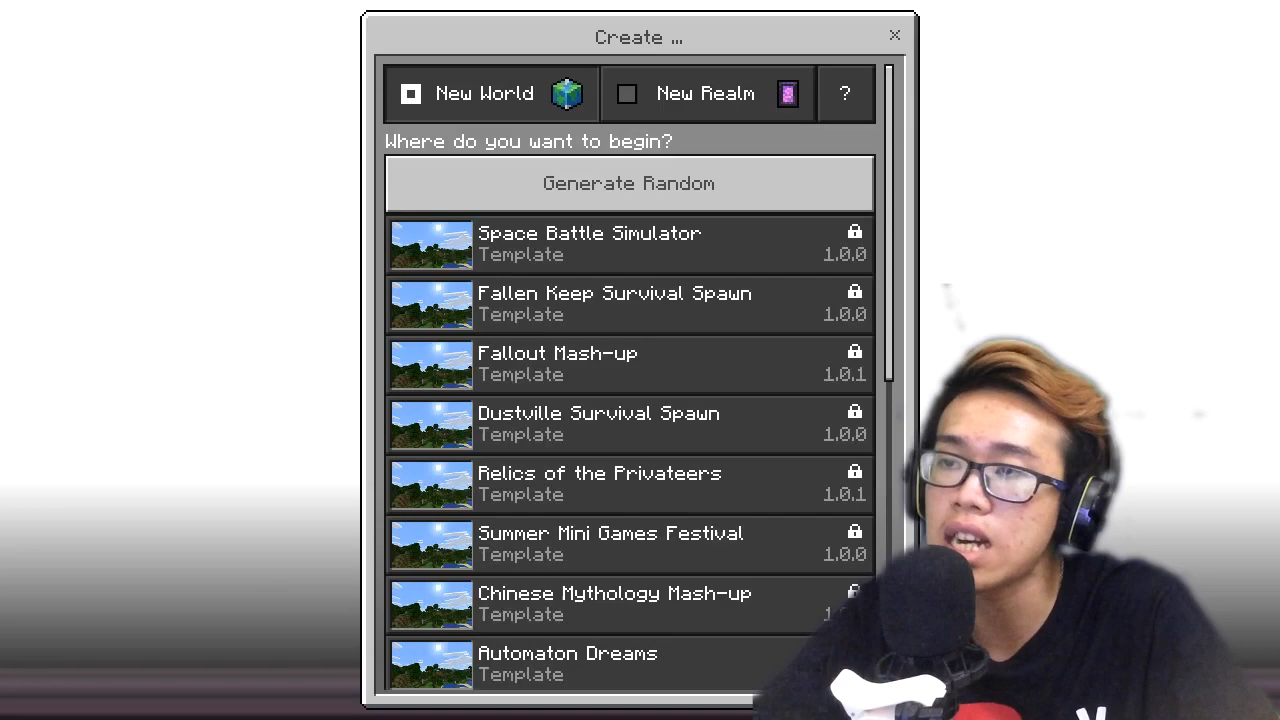 Create ...
New World
New Realm
?
Where do you want to begin?
Generate Random
Space Battle Simulator
Template
1.0.0
Fallen Keep Survival Spawn
Template
1.0.0
Fallout Mash-up
Template
1.0.1
Dustville Survival Spawn
Template
1.0.0
Relics of the Privateers
Template
1.0.1
Summer Mini Games Festival
Template
1.0.0
Chinese Mythology Mash-up
Template
Automaton Dreams
Template